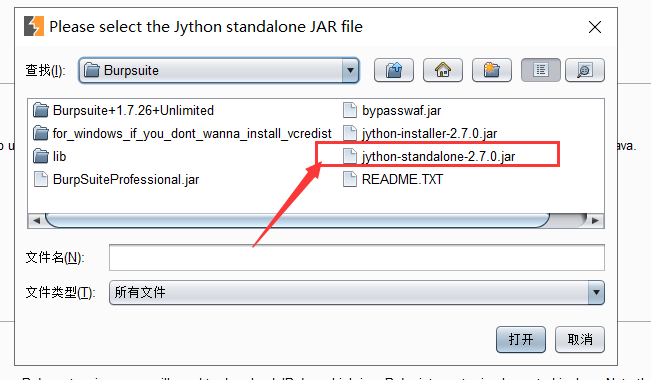 Please select the Jython standalone JAR file
查找(I):
Burpsuite
Burpsuite+1.7.26+Unlimited
for_windows_if_you_dont_wanna_install_vcredist
lib
BurpSuiteProfessional.jar
bypasswaf.jar
jython-installer-2.7.0.jar
jython-standalone-2.7.0.jar
README.TXT
ava.
文件名(N):
文件类型(T):
所有文件
打开
取消